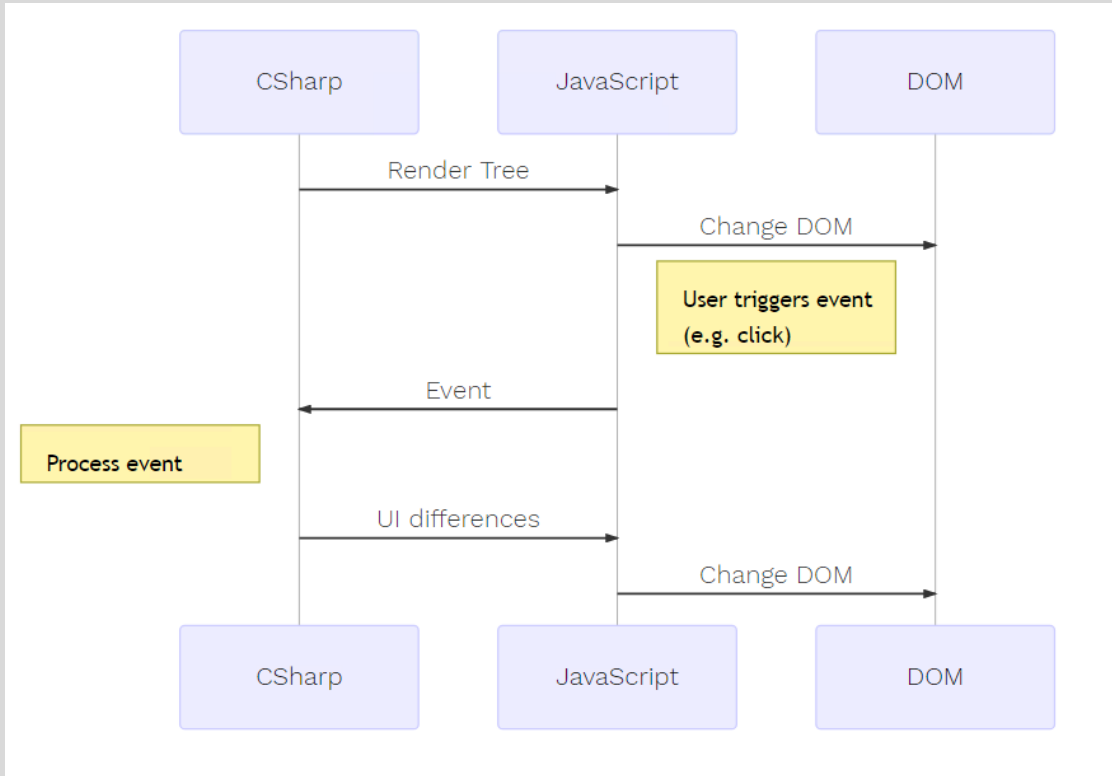 CSharp
JavaScript
DOM
Render Tree
Change DOM
User triggers event
(e.g. click)
Event
Process event
UI differences
Change DOM
CSharp
JavaScript
DOM